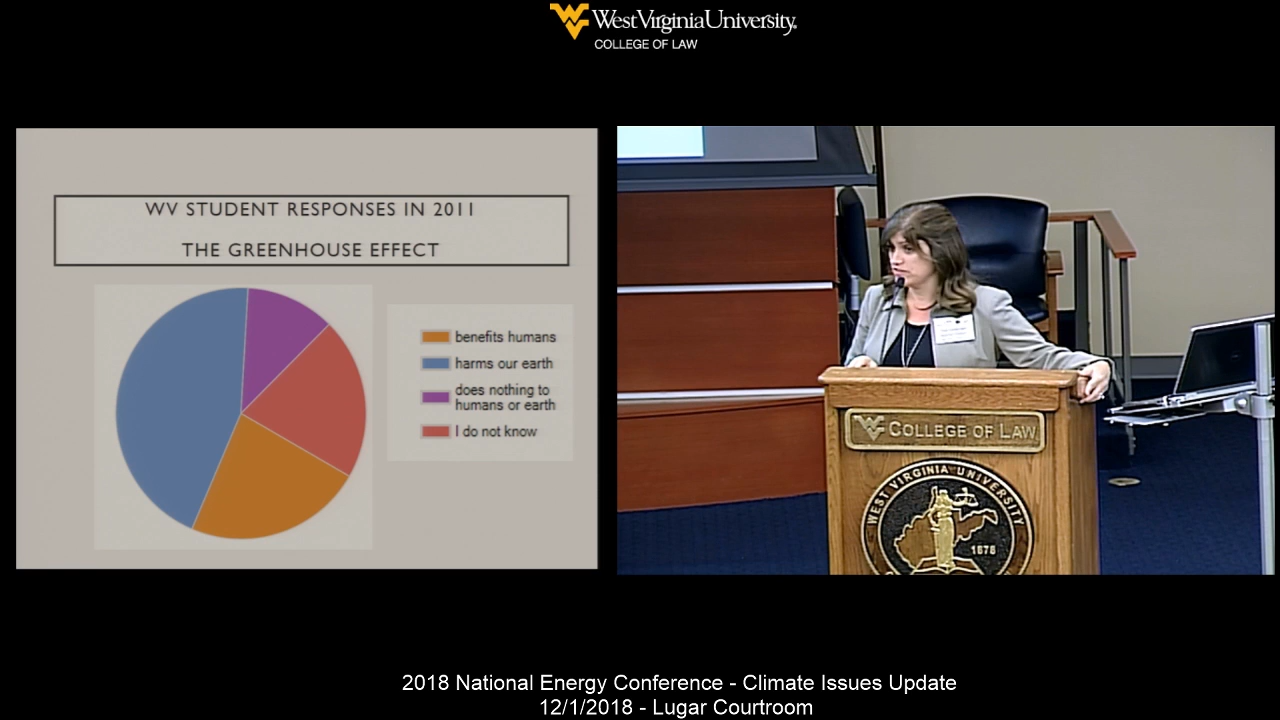 West Virginia University
COLLEGE OF LAW
WV STUDENT RESPONSES IN 2011
THE GREENHOUSE EFFECT
benefits humans
harms our earth
does nothing to
humans or earth
I do not know
COLLEGE OF LAW
WEST VIRGINIA UNIVERSITY
1878
2018 National Energy Conference - Climate Issues Update
12/1/2018 - Lugar Courtroom